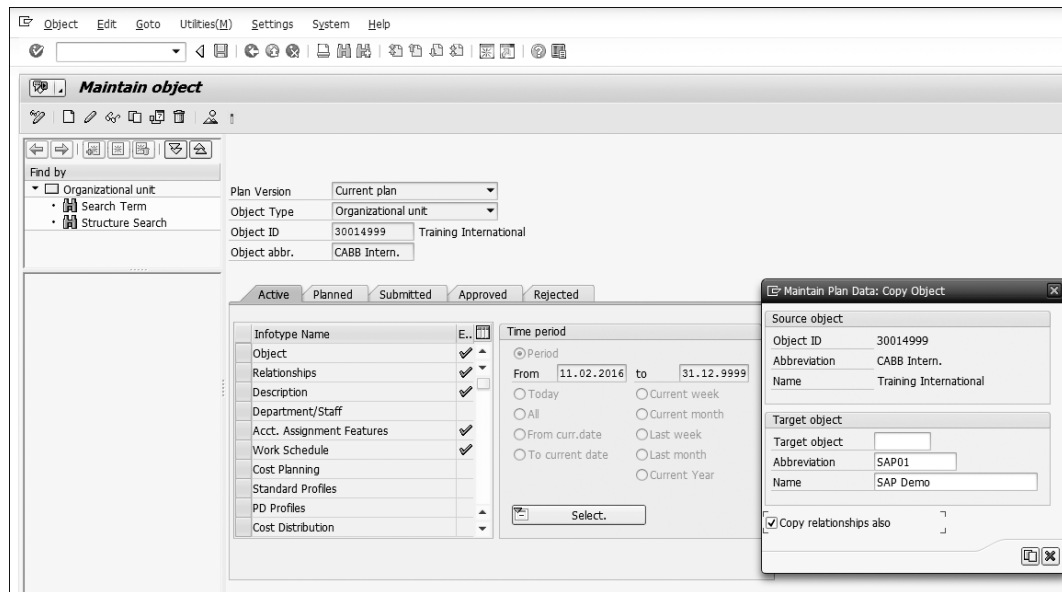 Object Edit Goto Utilities(M) Settings System Help
Maintain object
Find by
Organizational unit
Search Term
Structure Search
Plan Version Current plan
Object Type Organizational unit
Object ID 30014999 Training International
Object abbr. CABB Intern.
Active Planned Submitted Approved Rejected
Infotype Name E..
Object
Relationships
Description
Department/Staff
Acct. Assignment Features
Work Schedule
Cost Planning
Standard Profiles
PD Profiles
Cost Distribution
Time period
Period
From 11.02.2016 to 31.12.9999
Today Current week
All Current month
From curr.date Last week
To current date Last month
Current Year
Select.
Maintain Plan Data: Copy Object
Source object
Object ID 30014999
Abbreviation CABB Intern.
Name Training International
Target object
Target object
Abbreviation SAP01
Name SAP Demo
Copy relationships also